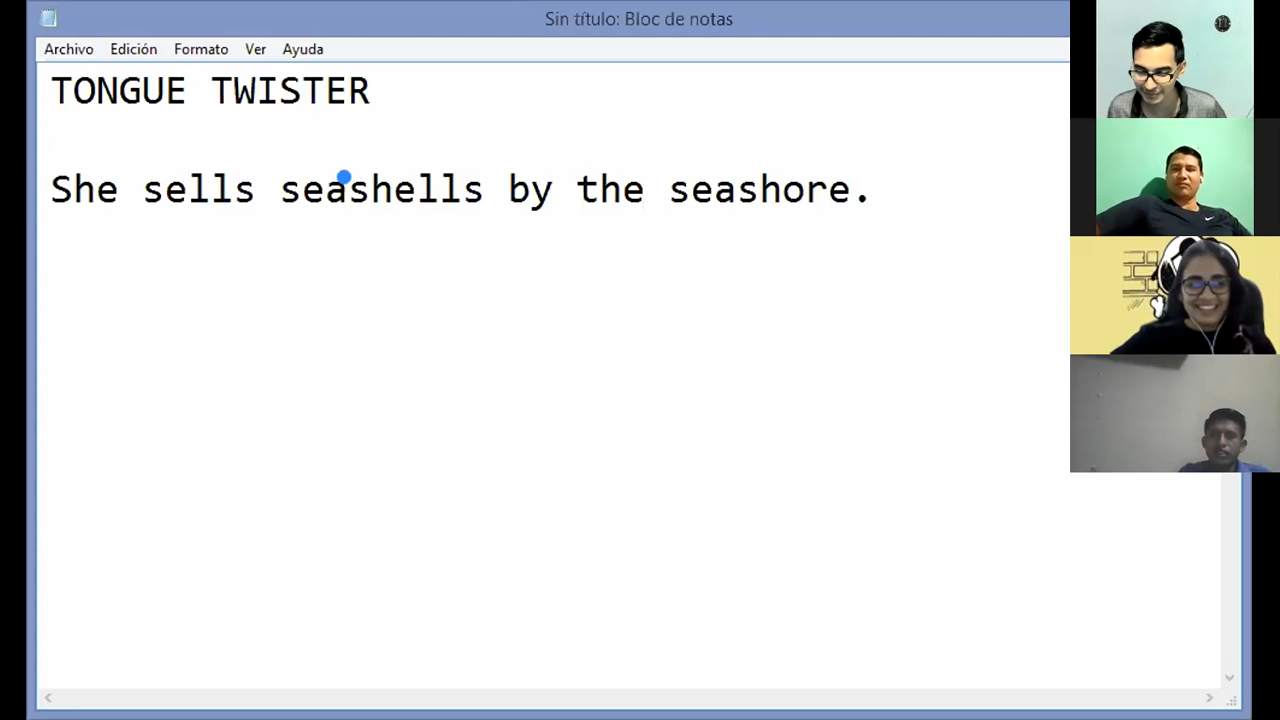 Sin título: Bloc de notas
Archivo Edición Formato Ver Ayuda
TONGUE TWISTER
She sells seashells by the seashore.